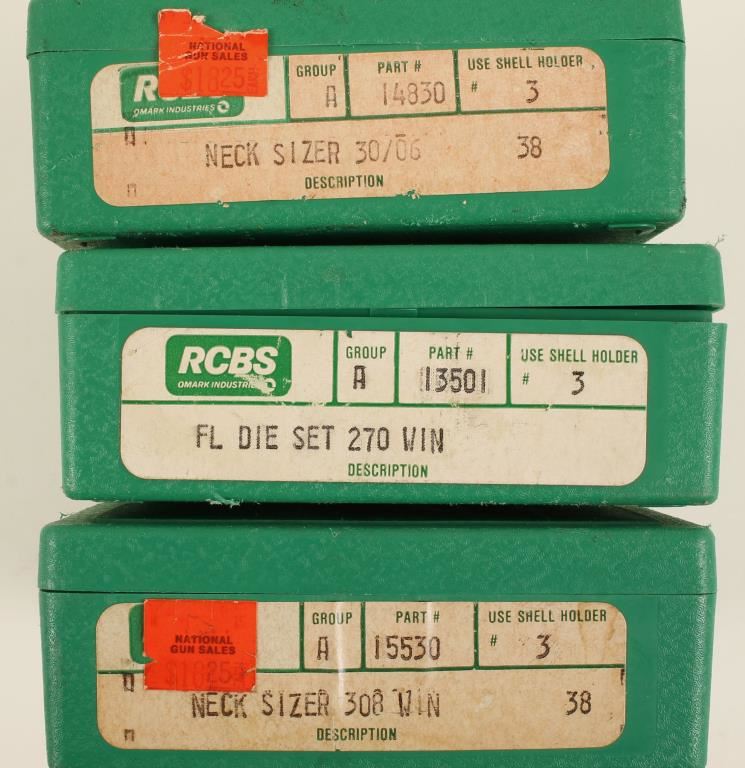 NATIONAL
GUN SALES
$1825
OMARK INDUSTRIES
GROUP PART # USE SHELL HOLDER
A 14830 # 3
NECK SIZER 30/06 38
DESCRIPTION
RCBS
OMARK INDUSTRIES
GROUP PART # USE SHELL HOLDER
A 13501 # 3
FL DIE SET 270 WIN
DESCRIPTION
NATIONAL
GUN SALES
$1825
GROUP PART # USE SHELL HOLDER
A 15530 # 3
NECK SIZER 308 WIN 38
DESCRIPTION